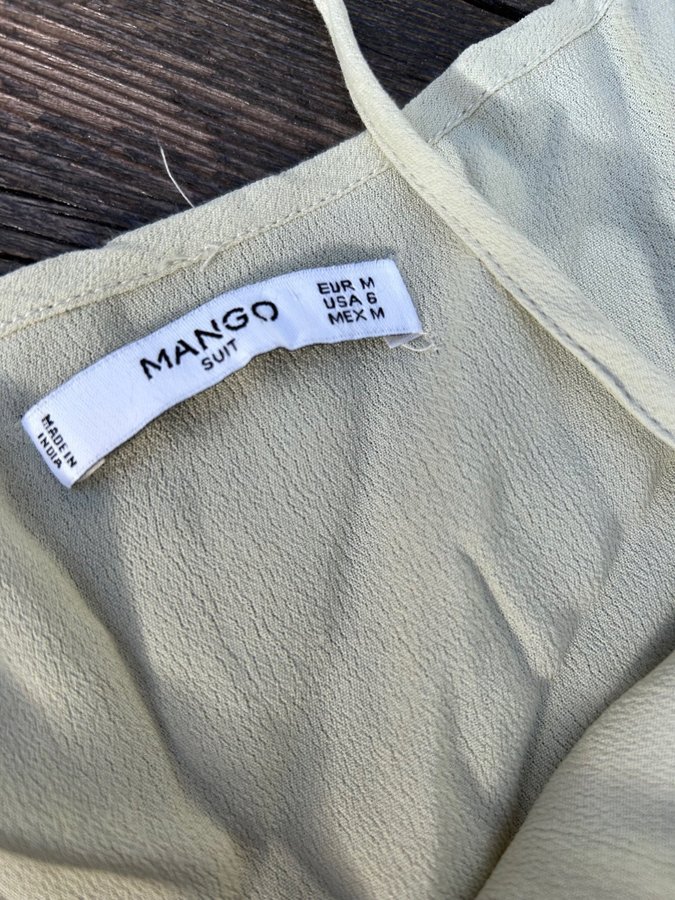 MANGO
SUIT
EUR M
USA 6
MEX M
MADE IN
INDIA